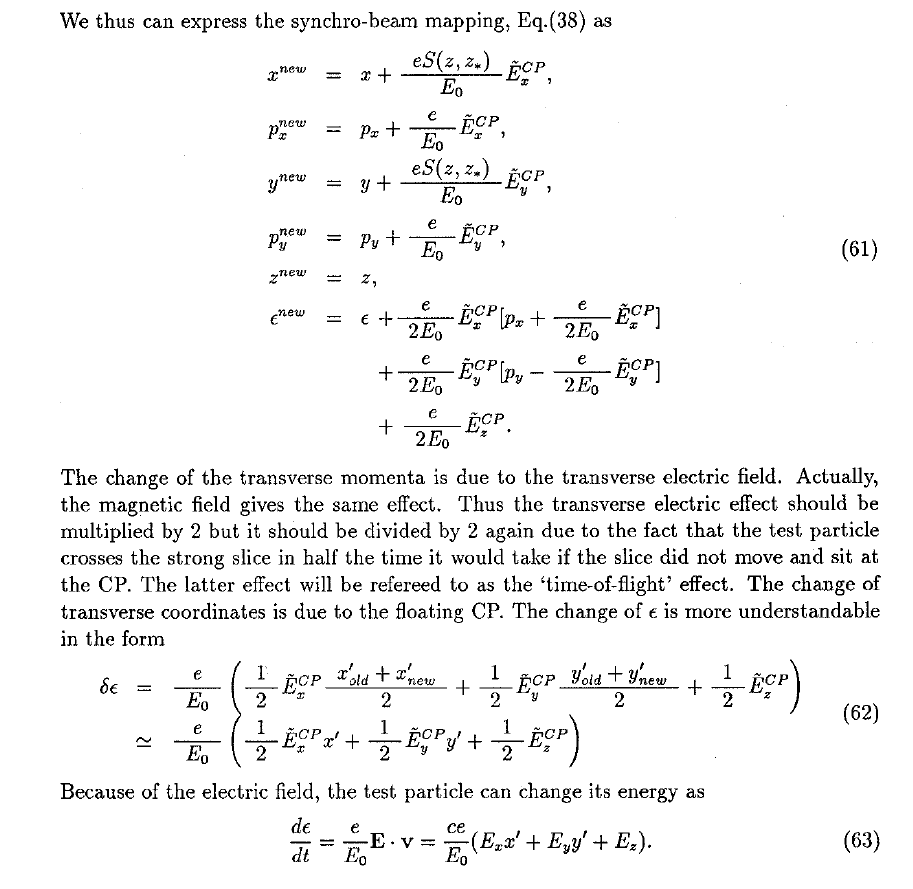 We thus can express the synchro-beam mapping, Eq.(38) as
x^{new} = x + \frac{eS(z, z_*)}{E_0} \tilde{E}_x^{CP},
p_x^{new} = p_x + \frac{e}{E_0} \tilde{E}_x^{CP},
y^{new} = y + \frac{eS(z, z_*)}{E_0} \tilde{E}_y^{CP},
p_y^{new} = p_y + \frac{e}{E_0} \tilde{E}_y^{CP}, (61)
z^{new} = z,
\epsilon^{new} = \epsilon + \frac{e}{2E_0} \tilde{E}_x^{CP} [p_x + \frac{e}{2E_0} \tilde{E}_x^{CP}]
+ \frac{e}{2E_0} \tilde{E}_y^{CP} [p_y - \frac{e}{2E_0} \tilde{E}_y^{CP}]
+ \frac{e}{2E_0} \tilde{E}_z^{CP}.
The change of the transverse momenta is due to the transverse electric field. Actually,
the magnetic field gives the same effect. Thus the transverse electric effect should be
multiplied by 2 but it should be divided by 2 again due to the fact that the test particle
crosses the strong slice in half the time it would take if the slice did not move and sit at
the CP. The latter effect will be refereed to as the ‘time-of-flight’ effect. The change of
transverse coordinates is due to the floating CP. The change of \epsilon is more understandable
in the form
\delta\epsilon = \frac{e}{E_0} \left( \frac{1}{2} \tilde{E}_x^{CP} \frac{x'_{old} + x'_{new}}{2} + \frac{1}{2} \tilde{E}_y^{CP} \frac{y'_{old} + y'_{new}}{2} + \frac{1}{2} \tilde{E}_z^{CP} \right)
\simeq \frac{e}{E_0} \left( \frac{1}{2} \tilde{E}_x^{CP} x' + \frac{1}{2} \tilde{E}_y^{CP} y' + \frac{1}{2} \tilde{E}_z^{CP} \right) (62)
Because of the electric field, the test particle can change its energy as
\frac{d\epsilon}{dt} = \frac{e}{E_0} \mathbf{E} \cdot \mathbf{v} = \frac{ce}{E_0} (E_x x' + E_y y' + E_z). (63)